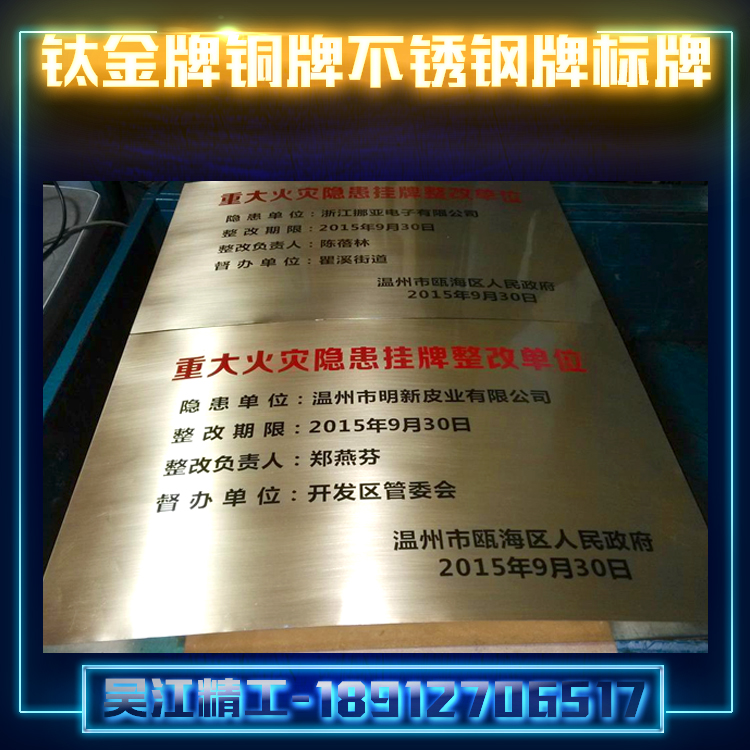 钛金牌铜牌不锈钢牌标牌
重大火灾隐患挂牌整改单位
隐患单位：浙江挪亚电子有限公司
整改期限：2015年9月30日
整改负责人：陈蓓林
督办单位：瞿溪街道
温州市瓯海区人民政府
2015年9月30日
重大火灾隐患挂牌整改单位
隐患单位：温州市明新皮业有限公司
整改期限：2015年9月30日
整改负责人：郑燕芬
督办单位：开发区管委会
温州市瓯海区人民政府
2015年9月30日
吴江精工-18912706517